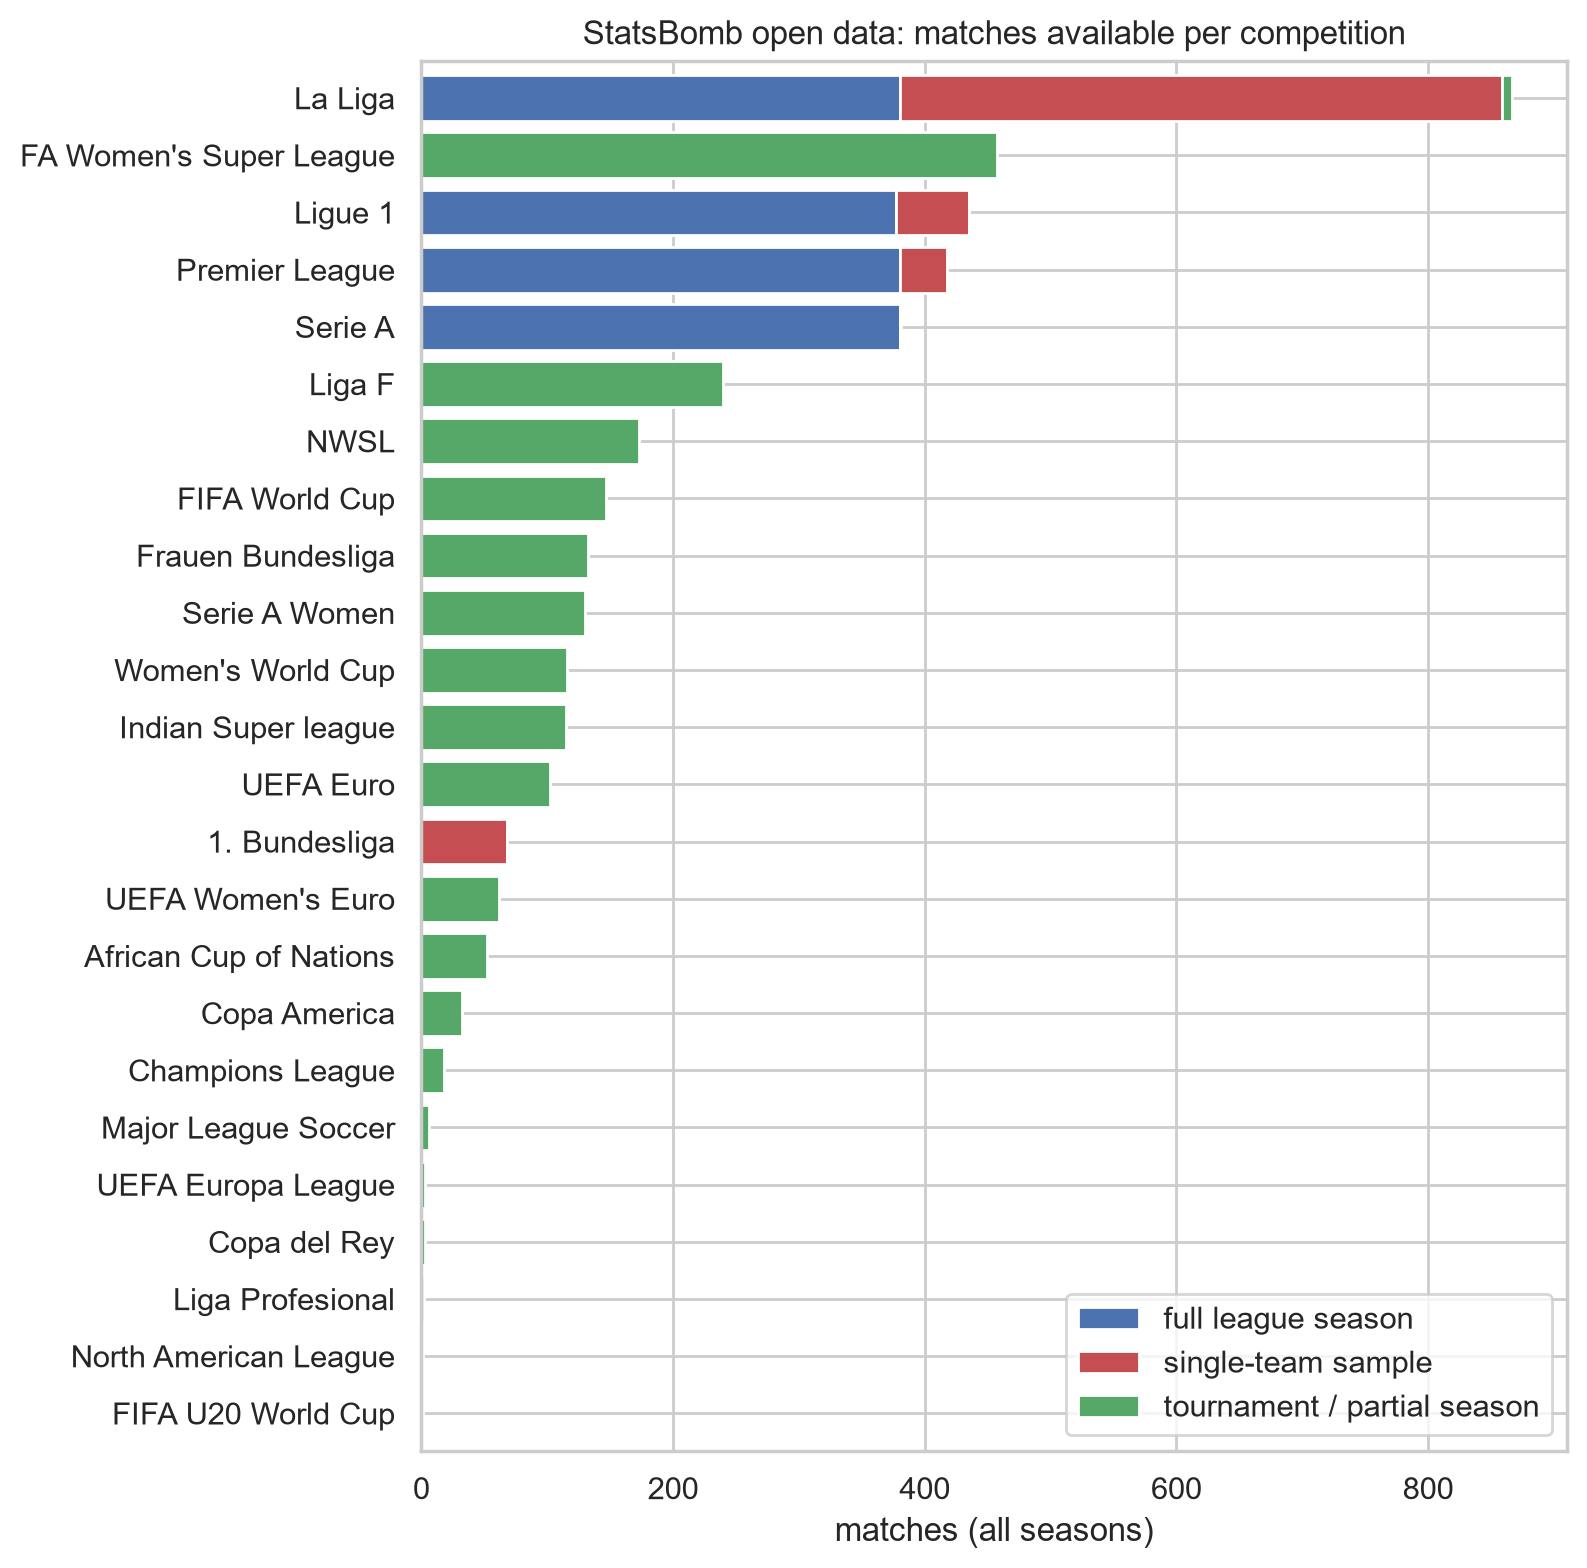 StatsBomb open data: matches available per competition
La Liga
FA Women's Super League
Ligue 1
Premier League
Serie A
Liga F
NWSL
FIFA World Cup
Frauen Bundesliga
Serie A Women
Women's World Cup
Indian Super league
UEFA Euro
1. Bundesliga
UEFA Women's Euro
African Cup of Nations
Copa America
Champions League
Major League Soccer
UEFA Europa League
Copa del Rey
Liga Profesional
North American League
FIFA U20 World Cup
full league season
single-team sample
tournament / partial season
0 200 400 600 800
matches (all seasons)